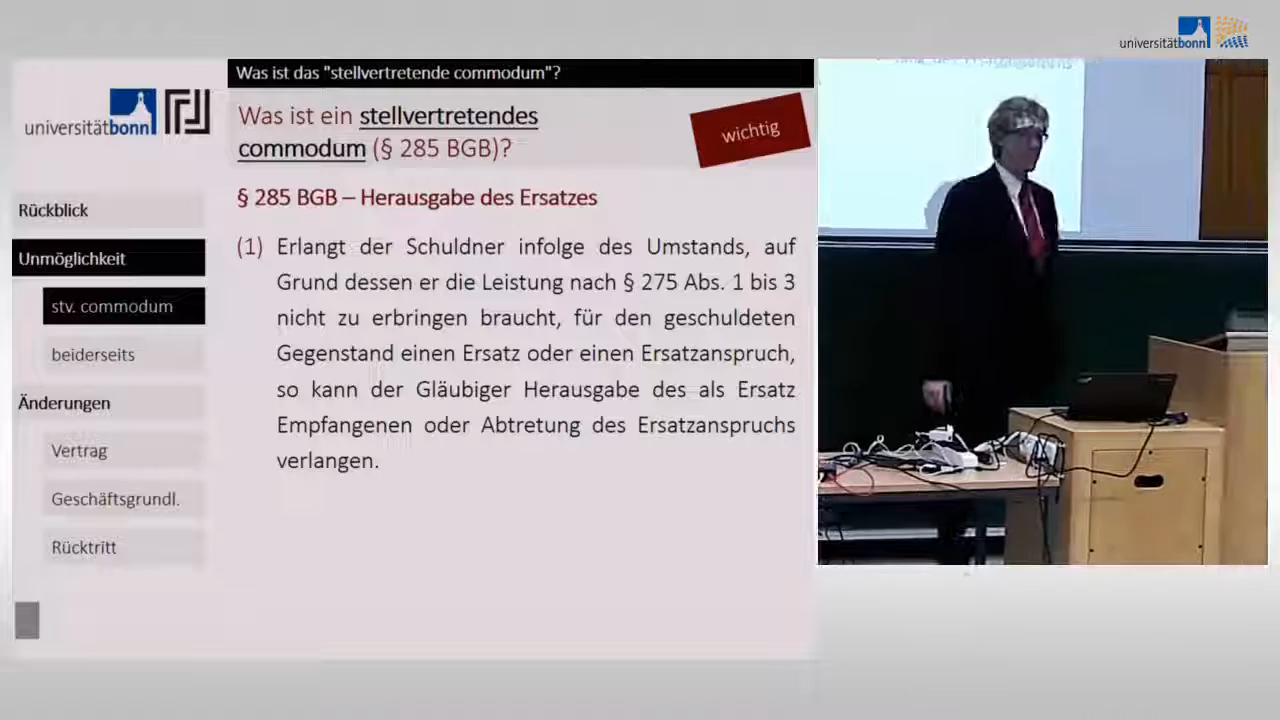 universitätbonn
Was ist das "stellvertretende commodum"?
universitätbonn
Was ist ein stellvertretendes
commodum (§ 285 BGB)?
wichtig
Rückblick
Unmöglichkeit
stv. commodum
beiderseits
Änderungen
Vertrag
Geschäftsgrundl.
Rücktritt
§ 285 BGB – Herausgabe des Ersatzes
(1) Erlangt der Schuldner infolge des Umstands, auf
Grund dessen er die Leistung nach § 275 Abs. 1 bis 3
nicht zu erbringen braucht, für den geschuldeten
Gegenstand einen Ersatz oder einen Ersatzanspruch,
so kann der Gläubiger Herausgabe des als Ersatz
Empfangenen oder Abtretung des Ersatzanspruchs
verlangen.